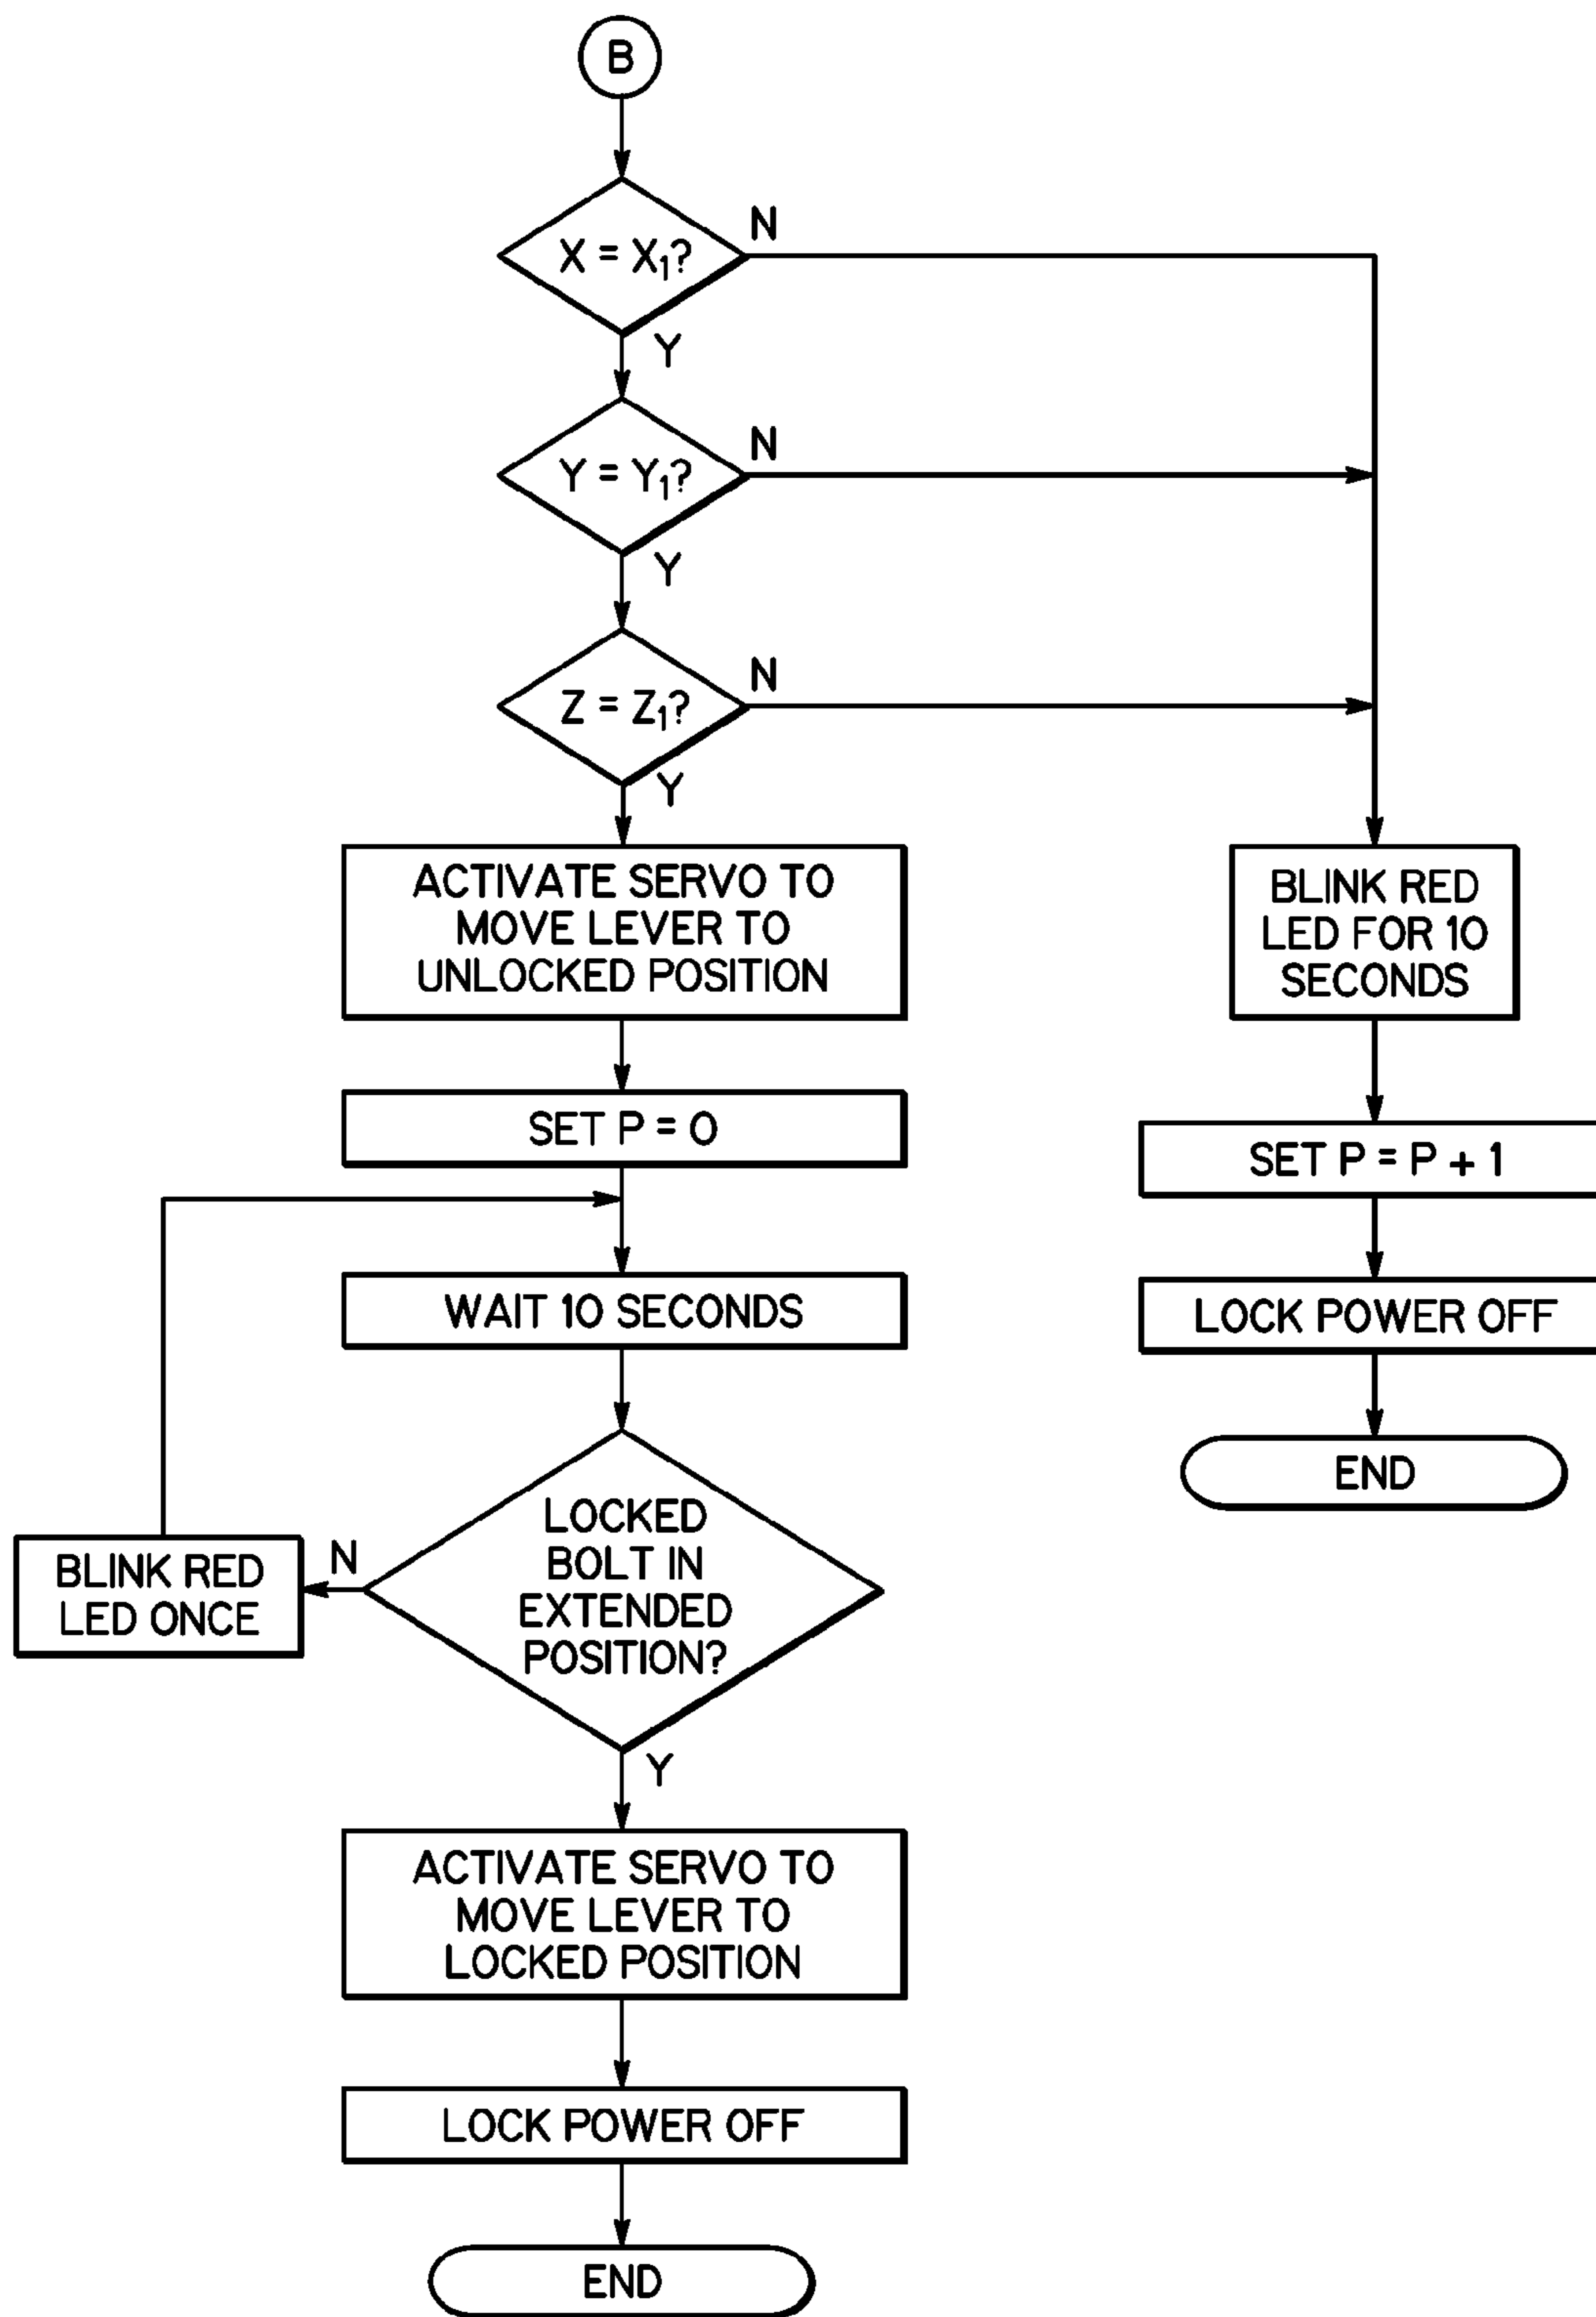 B
X = X₁?
N
Y
Y = Y₁?
N
Y
Z = Z₁?
N
Y
ACTIVATE SERVO TO
MOVE LEVER TO
UNLOCKED POSITION
SET P = 0
WAIT 10 SECONDS
LOCKED
BOLT IN
EXTENDED
POSITION?
N
BLINK RED
LED ONCE
Y
ACTIVATE SERVO TO
MOVE LEVER TO
LOCKED POSITION
LOCK POWER OFF
END
BLINK RED
LED FOR 10
SECONDS
SET P = P + 1
LOCK POWER OFF
END